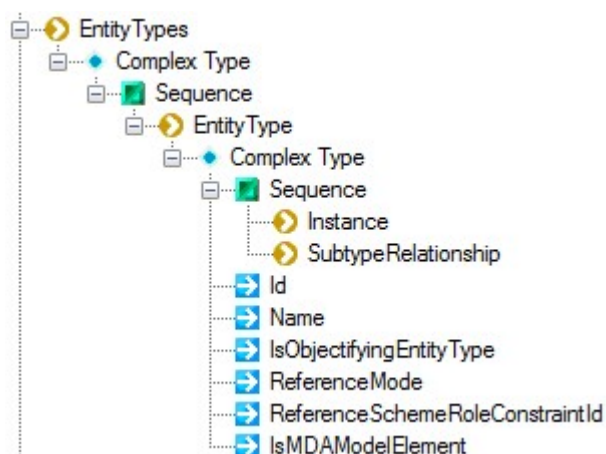 EntityTypes
Complex Type
Sequence
EntityType
Complex Type
Sequence
Instance
SubtypeRelationship
Id
Name
IsObjectifyingEntityType
ReferenceMode
ReferenceSchemeRoleConstraintId
IsMDAModelElement